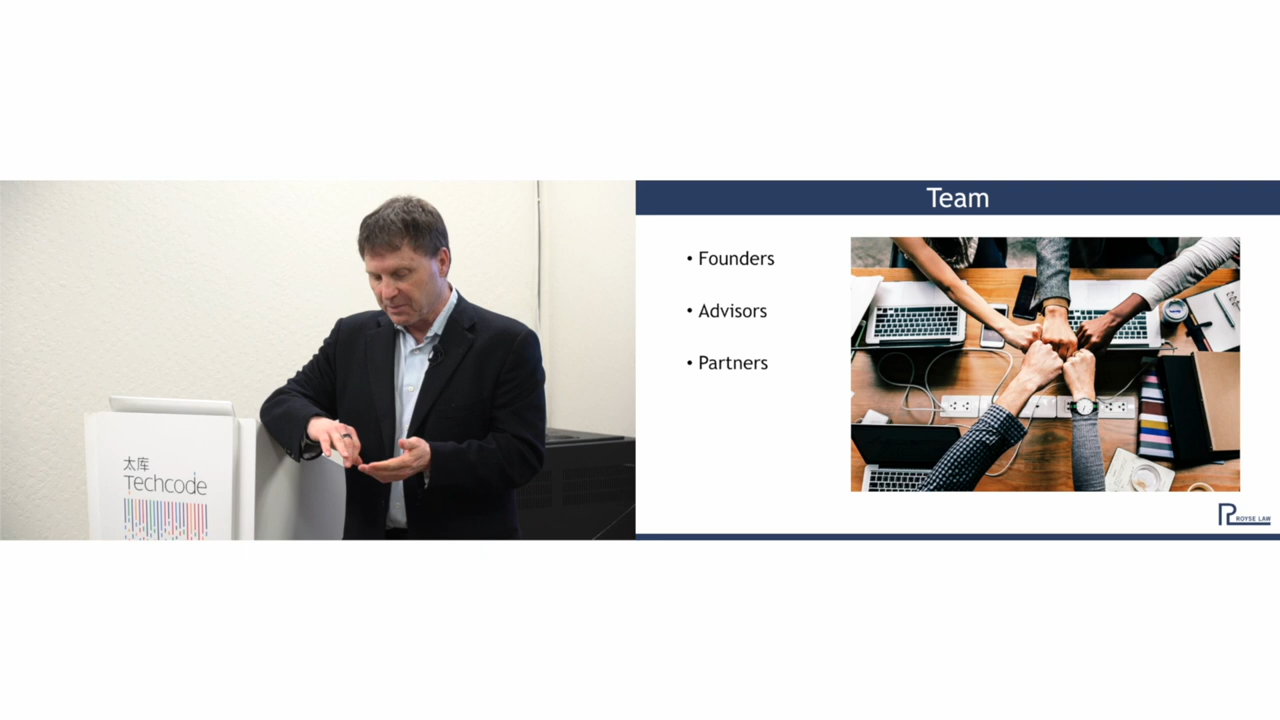 太库
Techcode
Team
• Founders
• Advisors
• Partners
ROYSE LAW